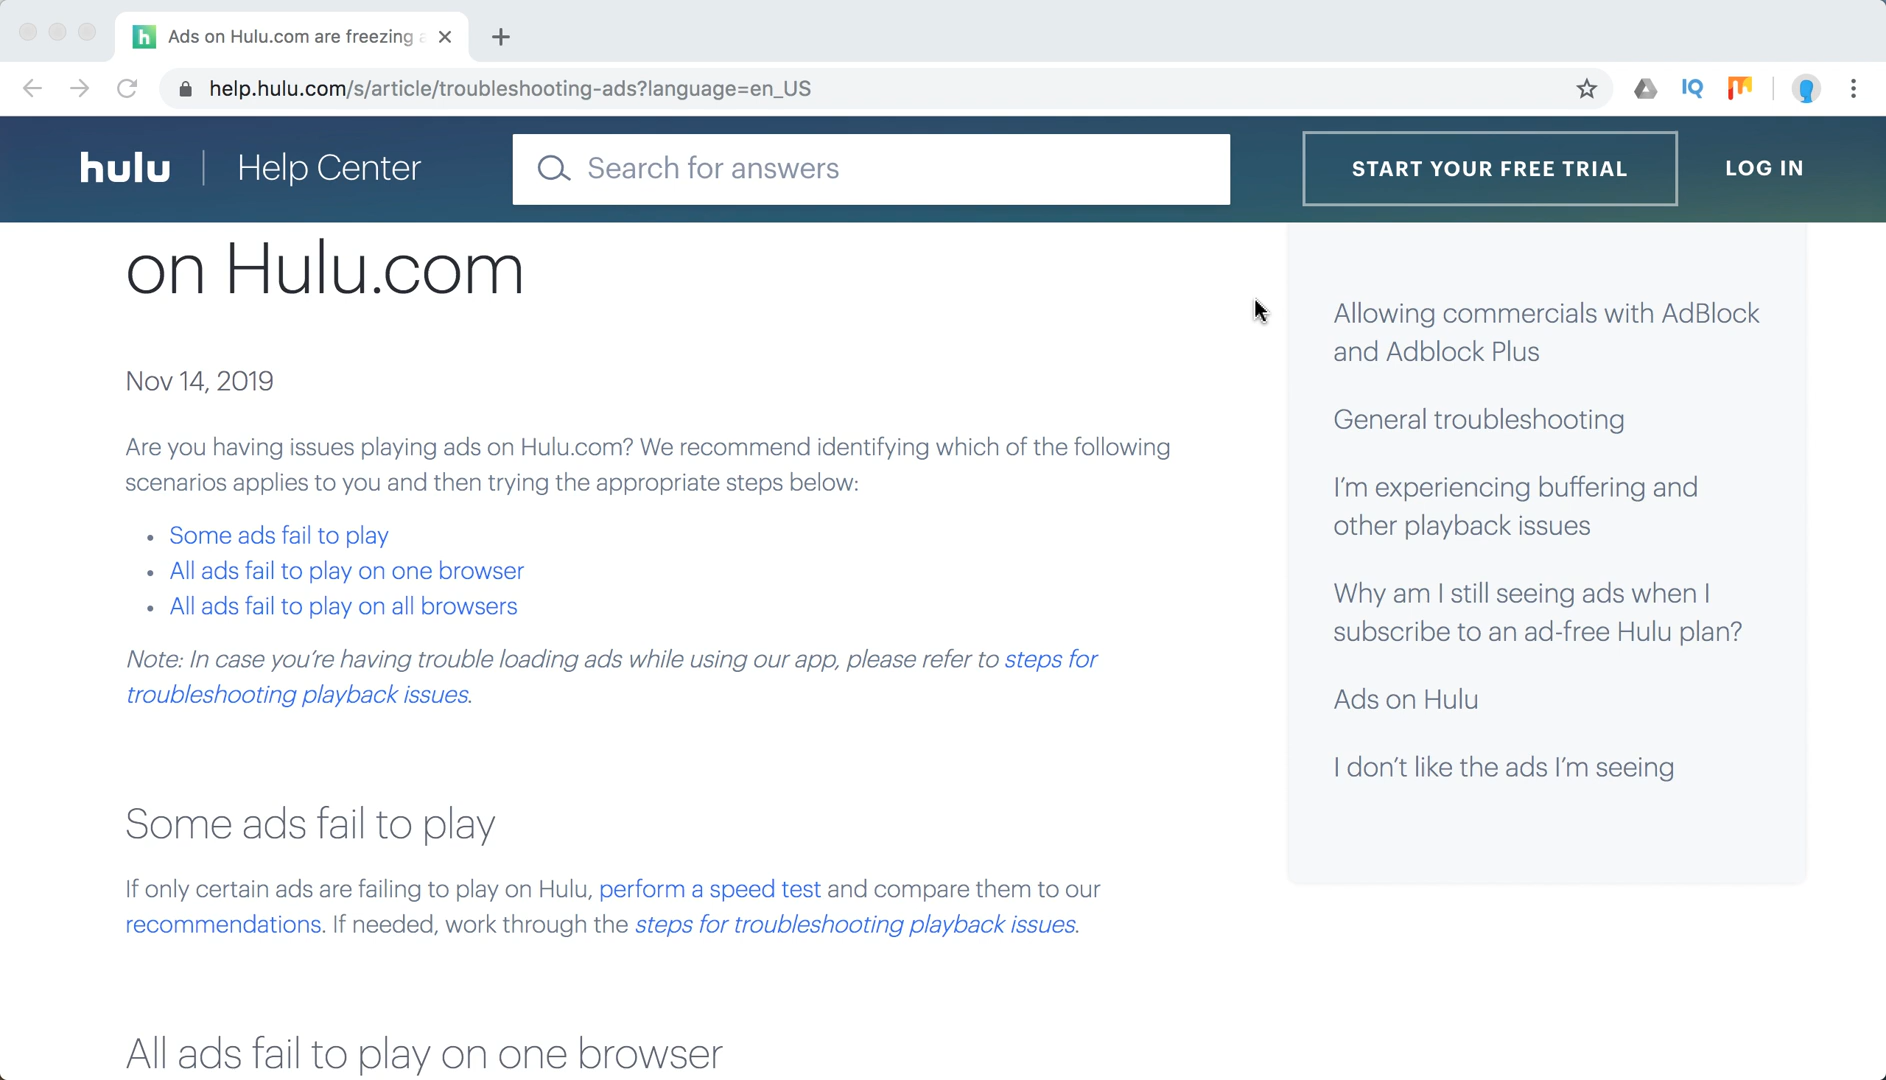 Ads on Hulu.com are freezing
help.hulu.com/s/article/troubleshooting-ads?language=en_US
IQ
hulu | Help Center
Search for answers
START YOUR FREE TRIAL
LOG IN
on Hulu.com
Nov 14, 2019
Are you having issues playing ads on Hulu.com? We recommend identifying which of the following
scenarios applies to you and then trying the appropriate steps below:
• Some ads fail to play
• All ads fail to play on one browser
• All ads fail to play on all browsers
Note: In case you’re having trouble loading ads while using our app, please refer to steps for
troubleshooting playback issues.
Some ads fail to play
If only certain ads are failing to play on Hulu, perform a speed test and compare them to our
recommendations. If needed, work through the steps for troubleshooting playback issues.
All ads fail to play on one browser
Allowing commercials with AdBlock
and Adblock Plus
General troubleshooting
I’m experiencing buffering and
other playback issues
Why am I still seeing ads when I
subscribe to an ad-free Hulu plan?
Ads on Hulu
I don’t like the ads I’m seeing